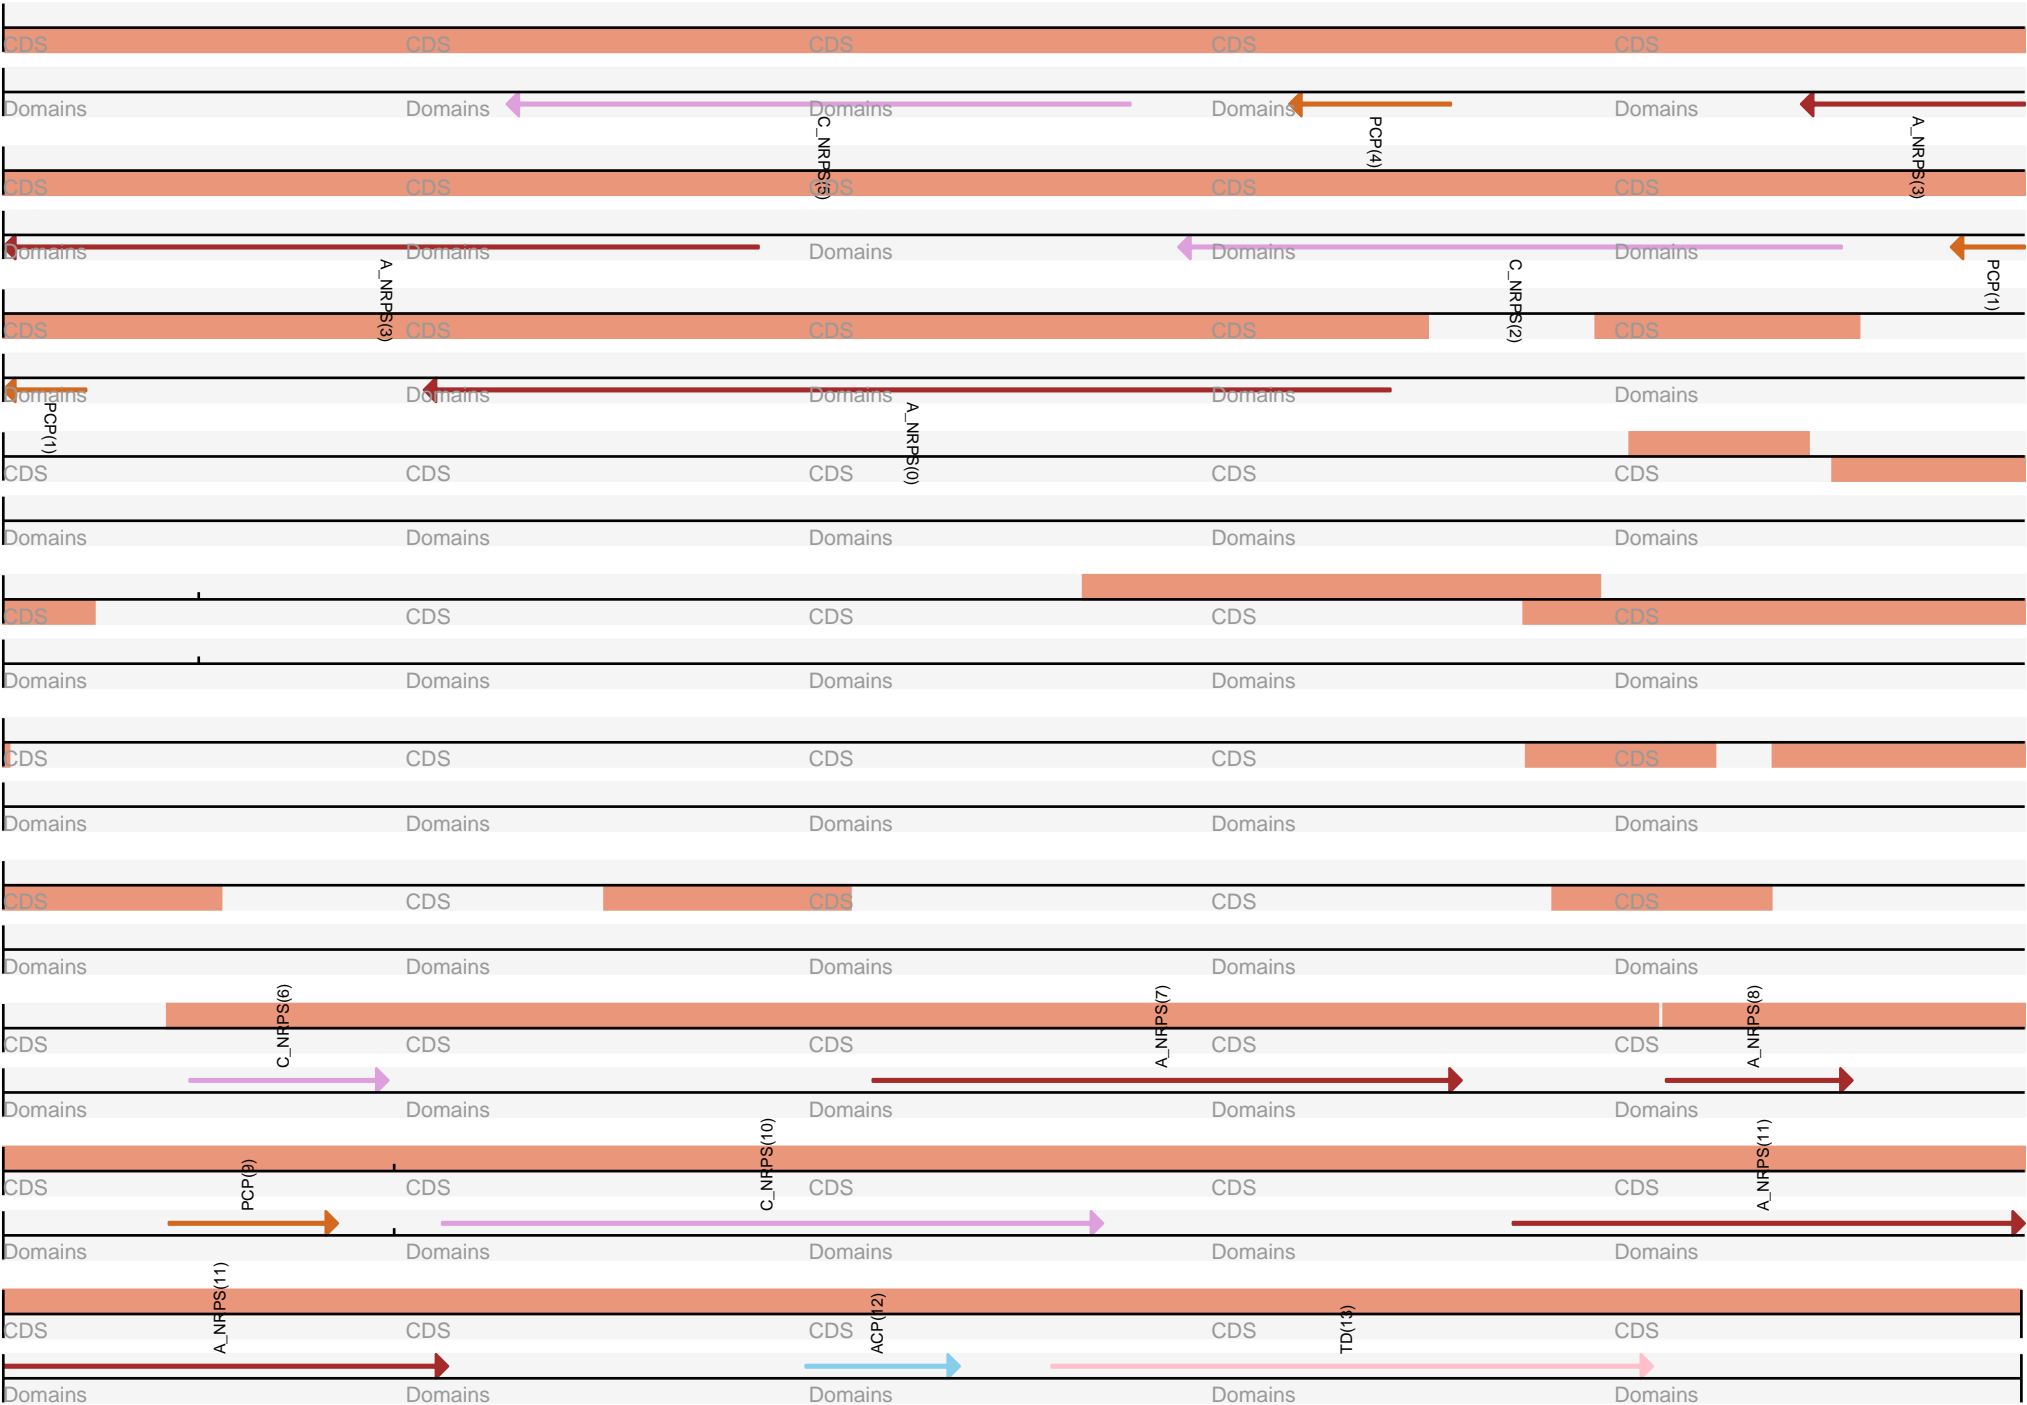 CDS CDS CDS CDS CDS
Domains Domains Domains Domains Domains
C_NRPS(5) PCP(4) A_NRPS(3)
CDS CDS CDS CDS CDS
Domains Domains Domains Domains Domains
A_NRPS(3) C_NRPS(2) PCP(1)
CDS CDS CDS CDS CDS
Domains Domains Domains Domains Domains
PCP(1) A_NRPS(0)
CDS CDS CDS CDS CDS
Domains Domains Domains Domains Domains
CDS CDS CDS CDS CDS
Domains Domains Domains Domains Domains
CDS CDS CDS CDS CDS
Domains Domains Domains Domains Domains
CDS CDS CDS CDS CDS
Domains Domains Domains Domains Domains
C_NRPS(6) A_NRPS(7) A_NRPS(8)
CDS CDS CDS CDS CDS
Domains Domains Domains Domains Domains
PCP(9) C_NRPS(10) A_NRPS(11)
CDS CDS CDS CDS CDS
Domains Domains Domains Domains Domains
A_NRPS(11) ACP(12) TD(13)
CDS CDS CDS CDS CDS
Domains Domains Domains Domains Domains